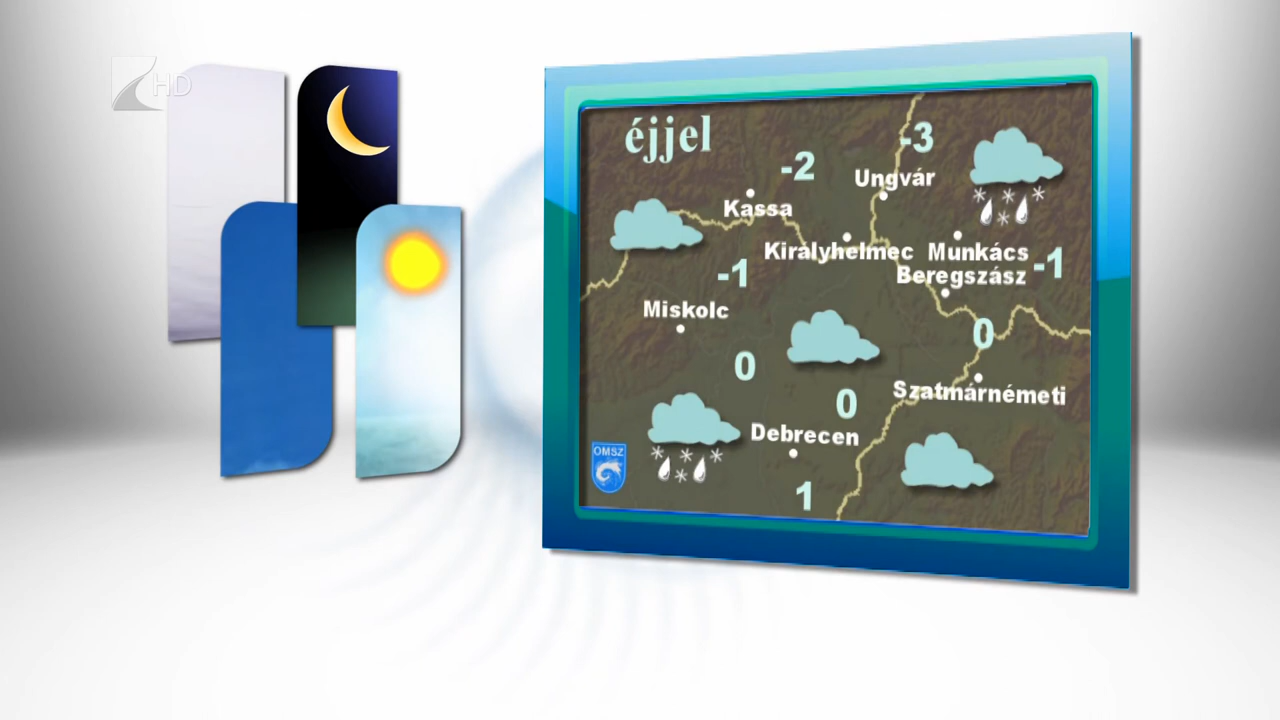 HD
éjjel
-3
-2
Ungvár
Kassa
Királyhelmec
Munkács
-1
Beregszász
-1
Miskolc
0
0
Szatmárnémeti
0
Debrecen
OMSZ
1